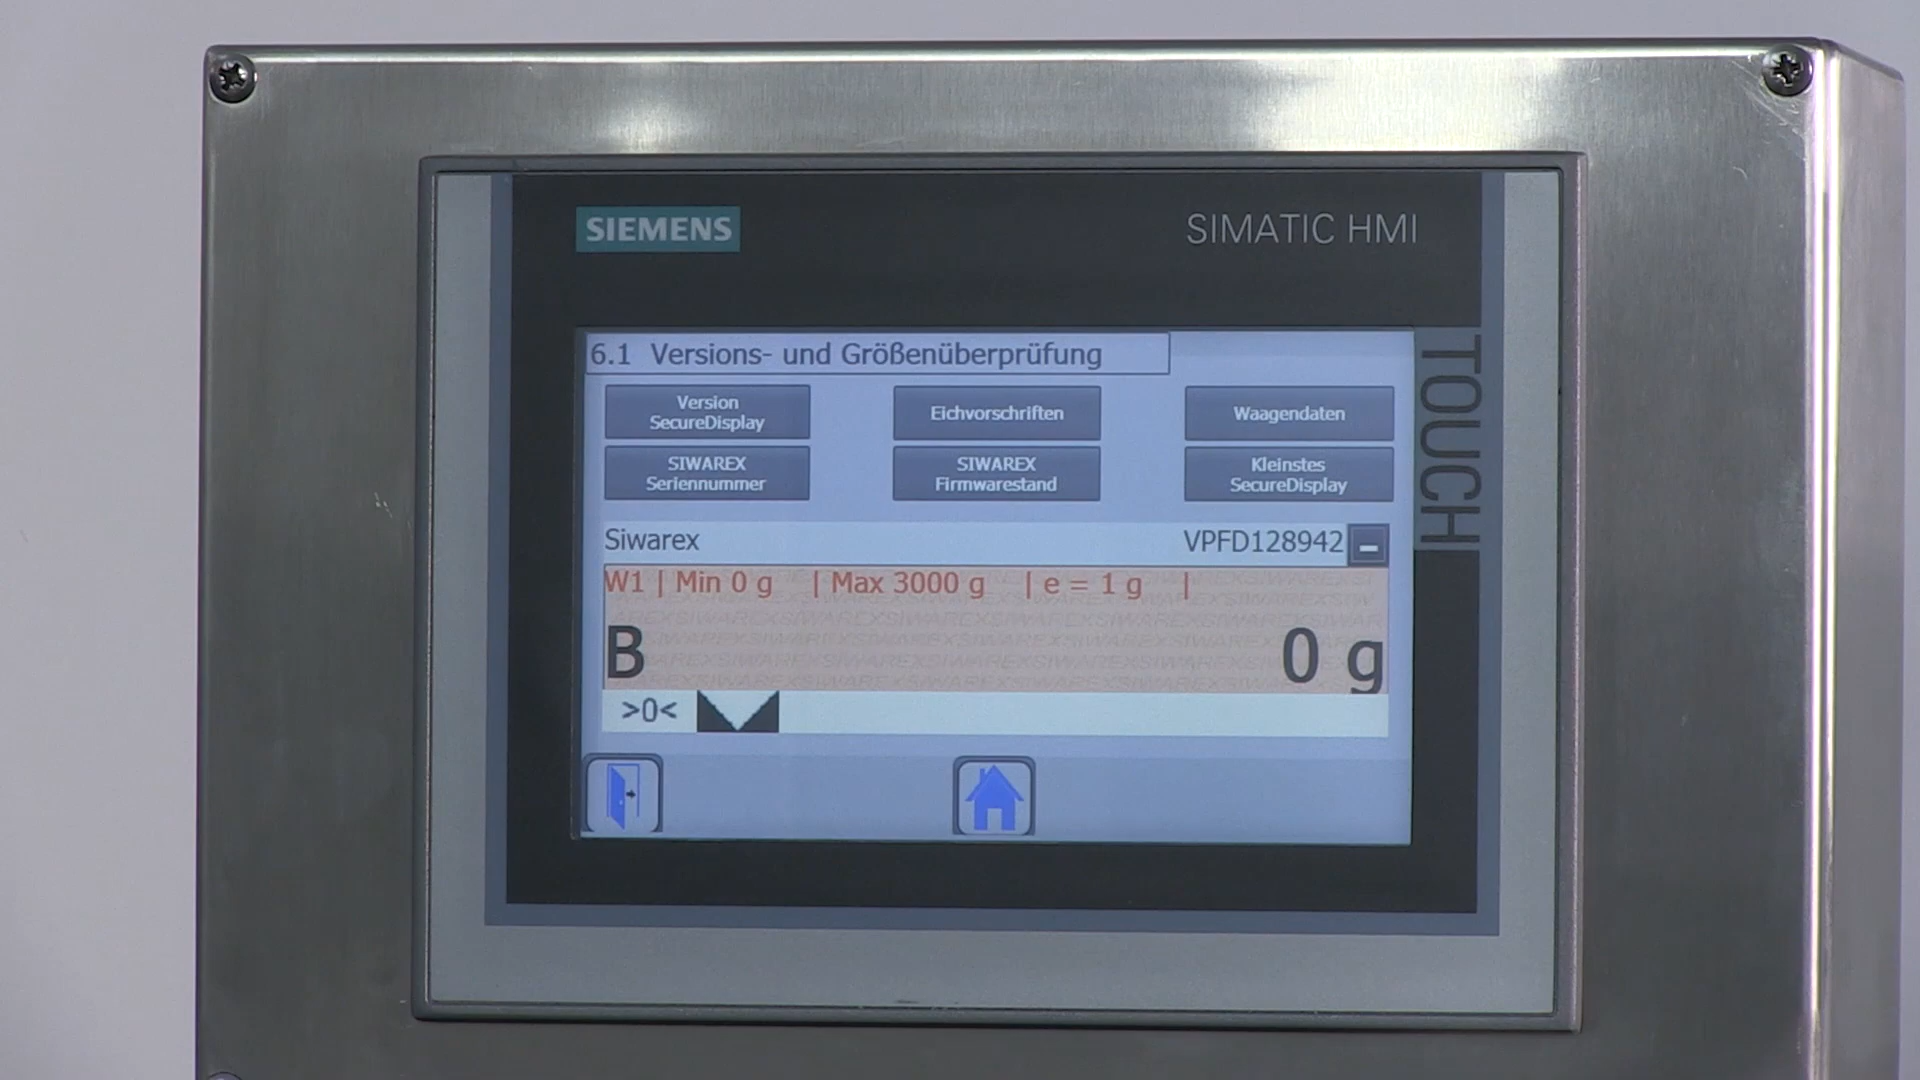 SIEMENS
SIMATIC HMI
TOUCH
6.1 Versions- und Größenüberprüfung
Version
SecureDisplay
Eichvorschriften
Waagendaten
SIWAREX
Seriennummer
SIWAREX
Firmwarestand
Kleinstes
SecureDisplay
Siwarex
VPFD128942
W1 | Min 0 g | Max 3000 g | e = 1 g |
B
0 g
>0<